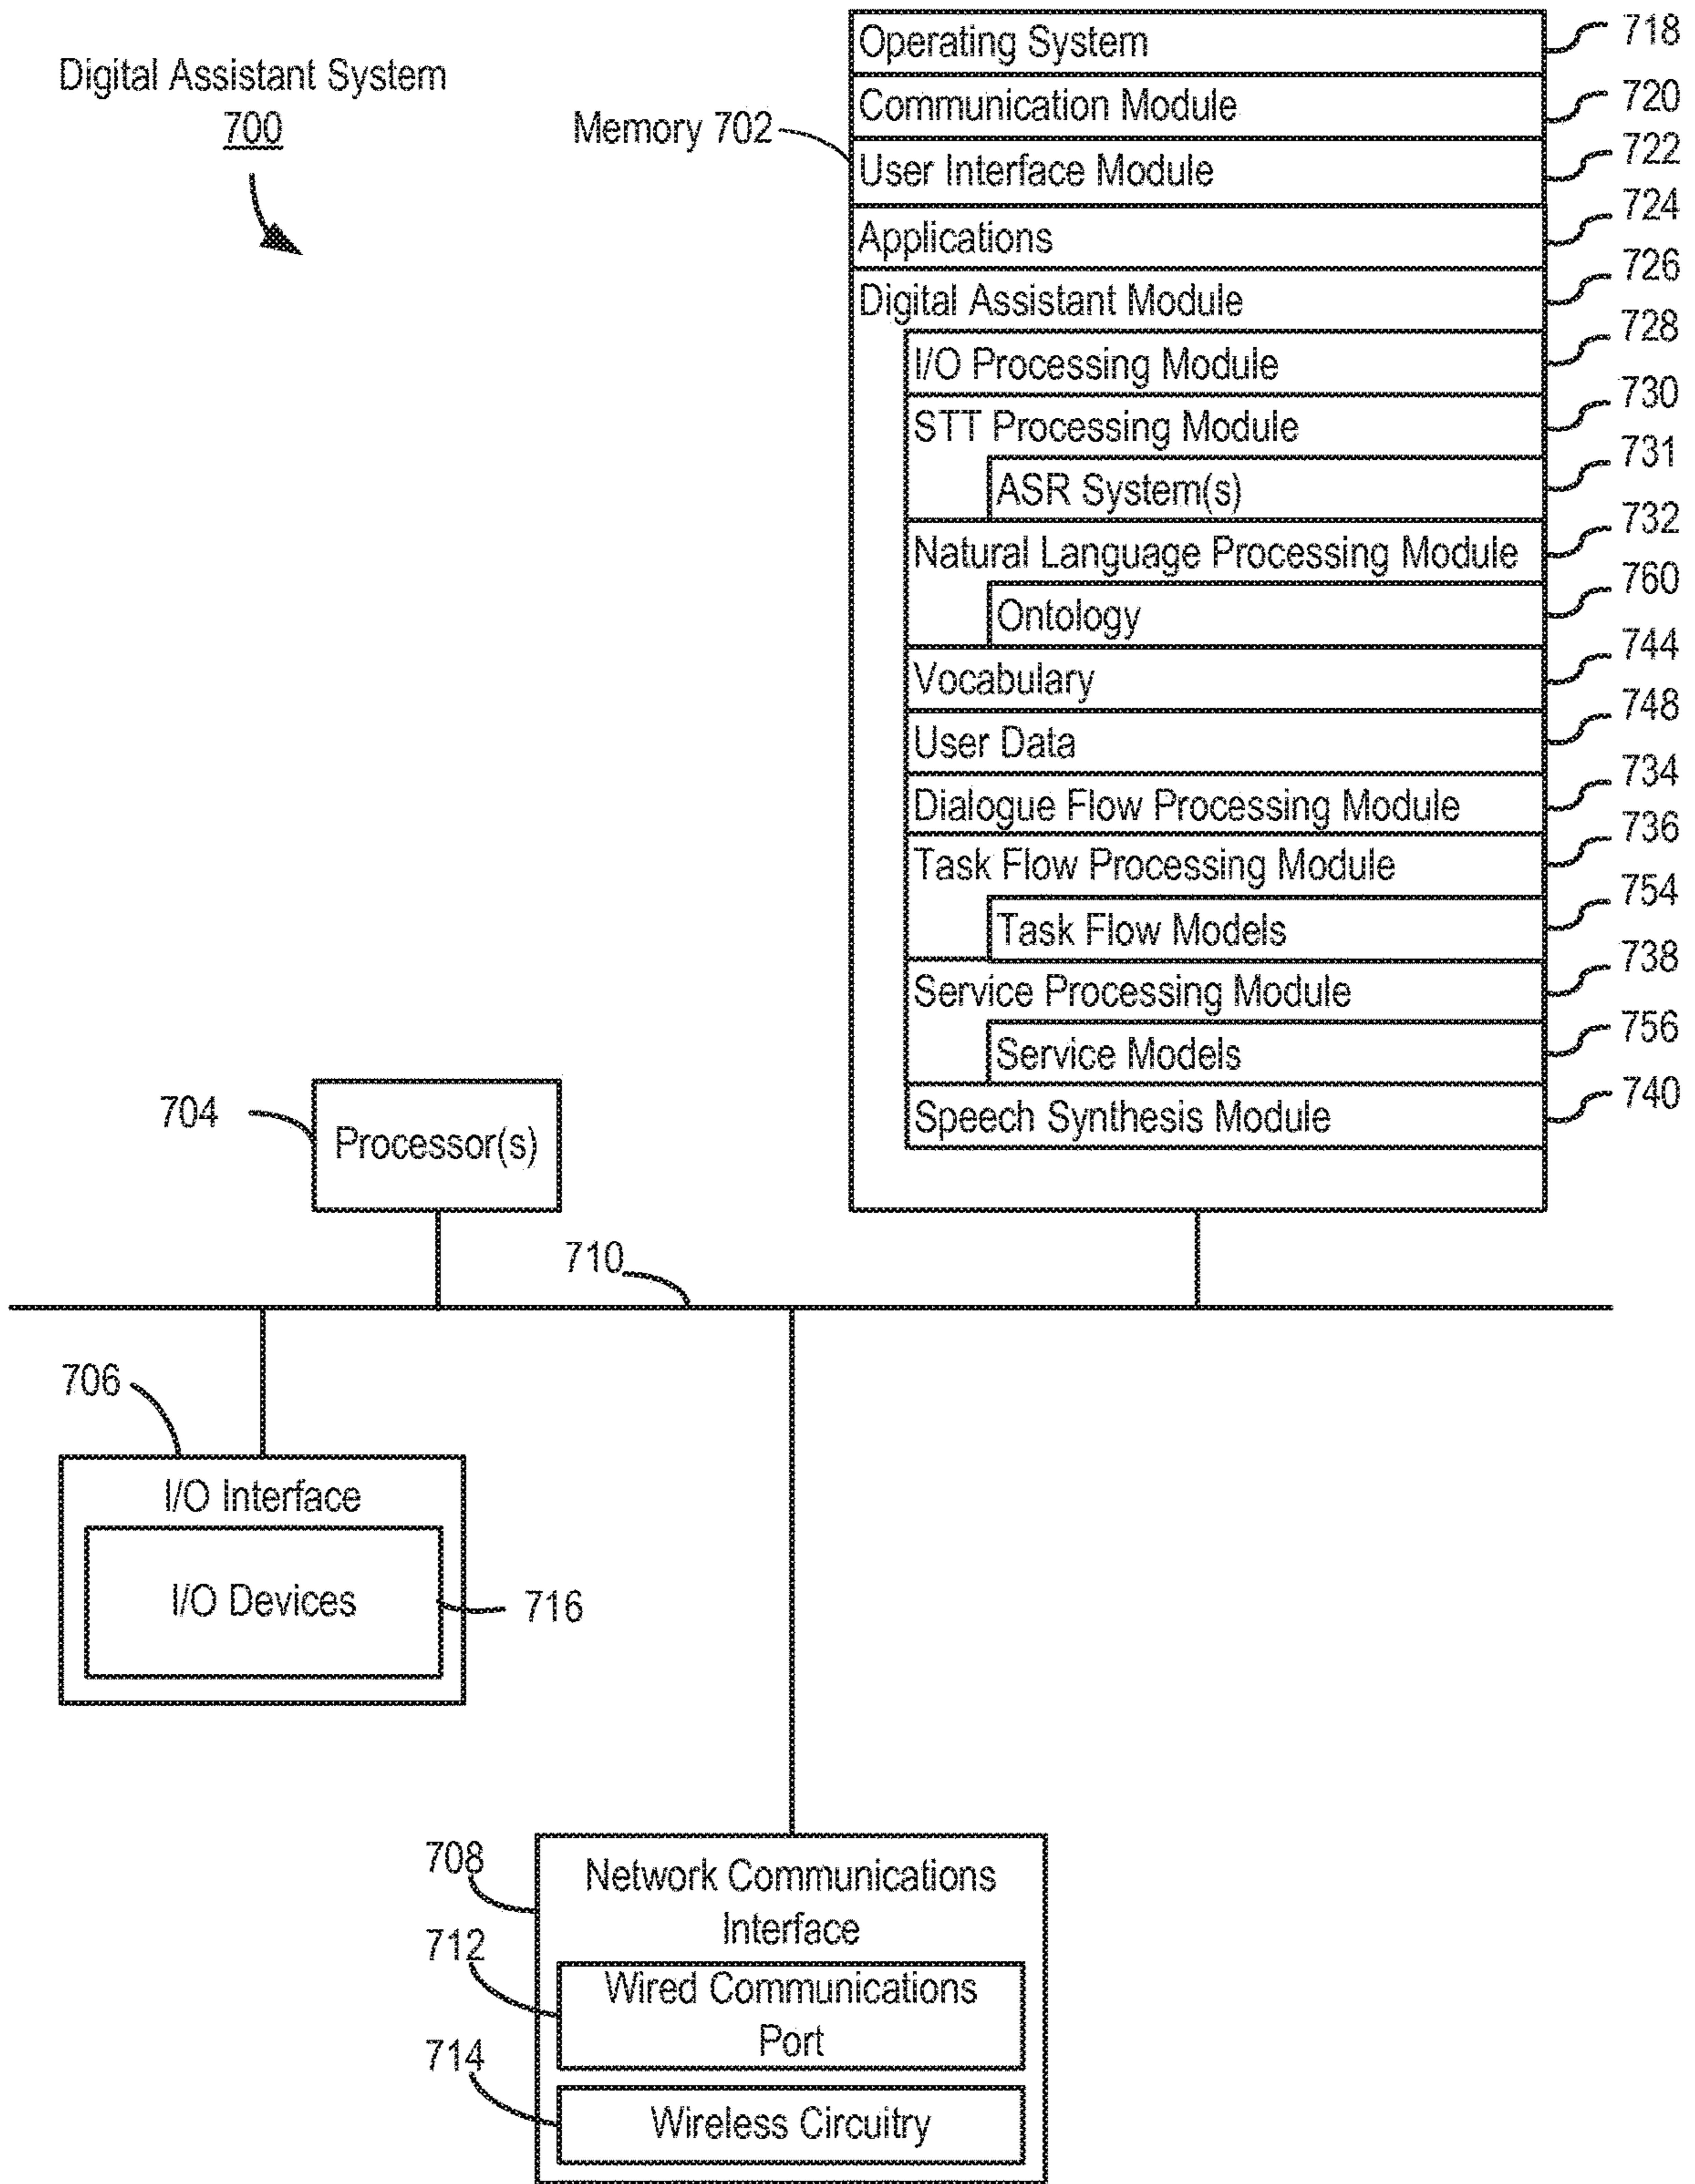 Digital Assistant System
700
Memory 702
Operating System 718
Communication Module 720
User Interface Module 722
Applications 724
Digital Assistant Module 726
I/O Processing Module 728
STT Processing Module 730
ASR System(s) 731
Natural Language Processing Module 732
Ontology 760
Vocabulary 744
User Data 748
Dialogue Flow Processing Module 734
Task Flow Processing Module 736
Task Flow Models 754
Service Processing Module 738
Service Models 756
Speech Synthesis Module 740
704
Processor(s)
710
706
I/O Interface
I/O Devices
716
708
Network Communications
Interface
712
Wired Communications
Port
714
Wireless Circuitry